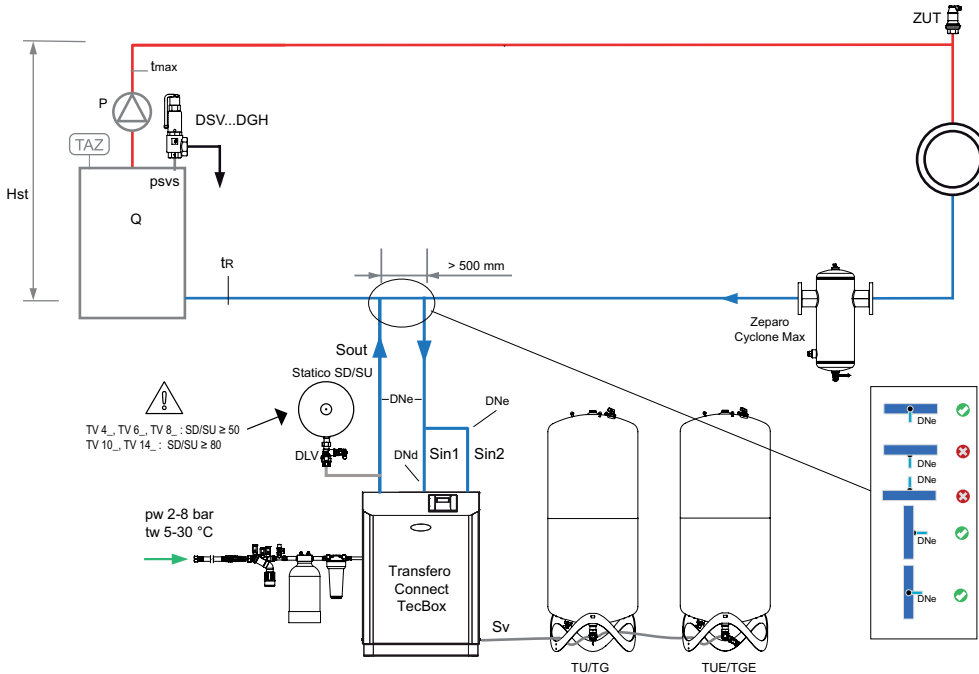 ZUT
tmax
P
DSV...DGH
TAZ
psvs
Hst
Q
tR
> 500 mm
Zeparo
Cyclone Max
Sout
Statico SD/SU
DNe
DNe
TV 4_, TV 6_, TV 8_ : SD/SU ≥ 50
TV 10_, TV 14_ : SD/SU ≥ 80
DLV
DNd
Sin1
Sin2
pw 2-8 bar
tw 5-30 °C
Transfero
Connect
TecBox
Sv
TU/TG
TUE/TGE
DNe
DNe
DNe
DNe
DNe